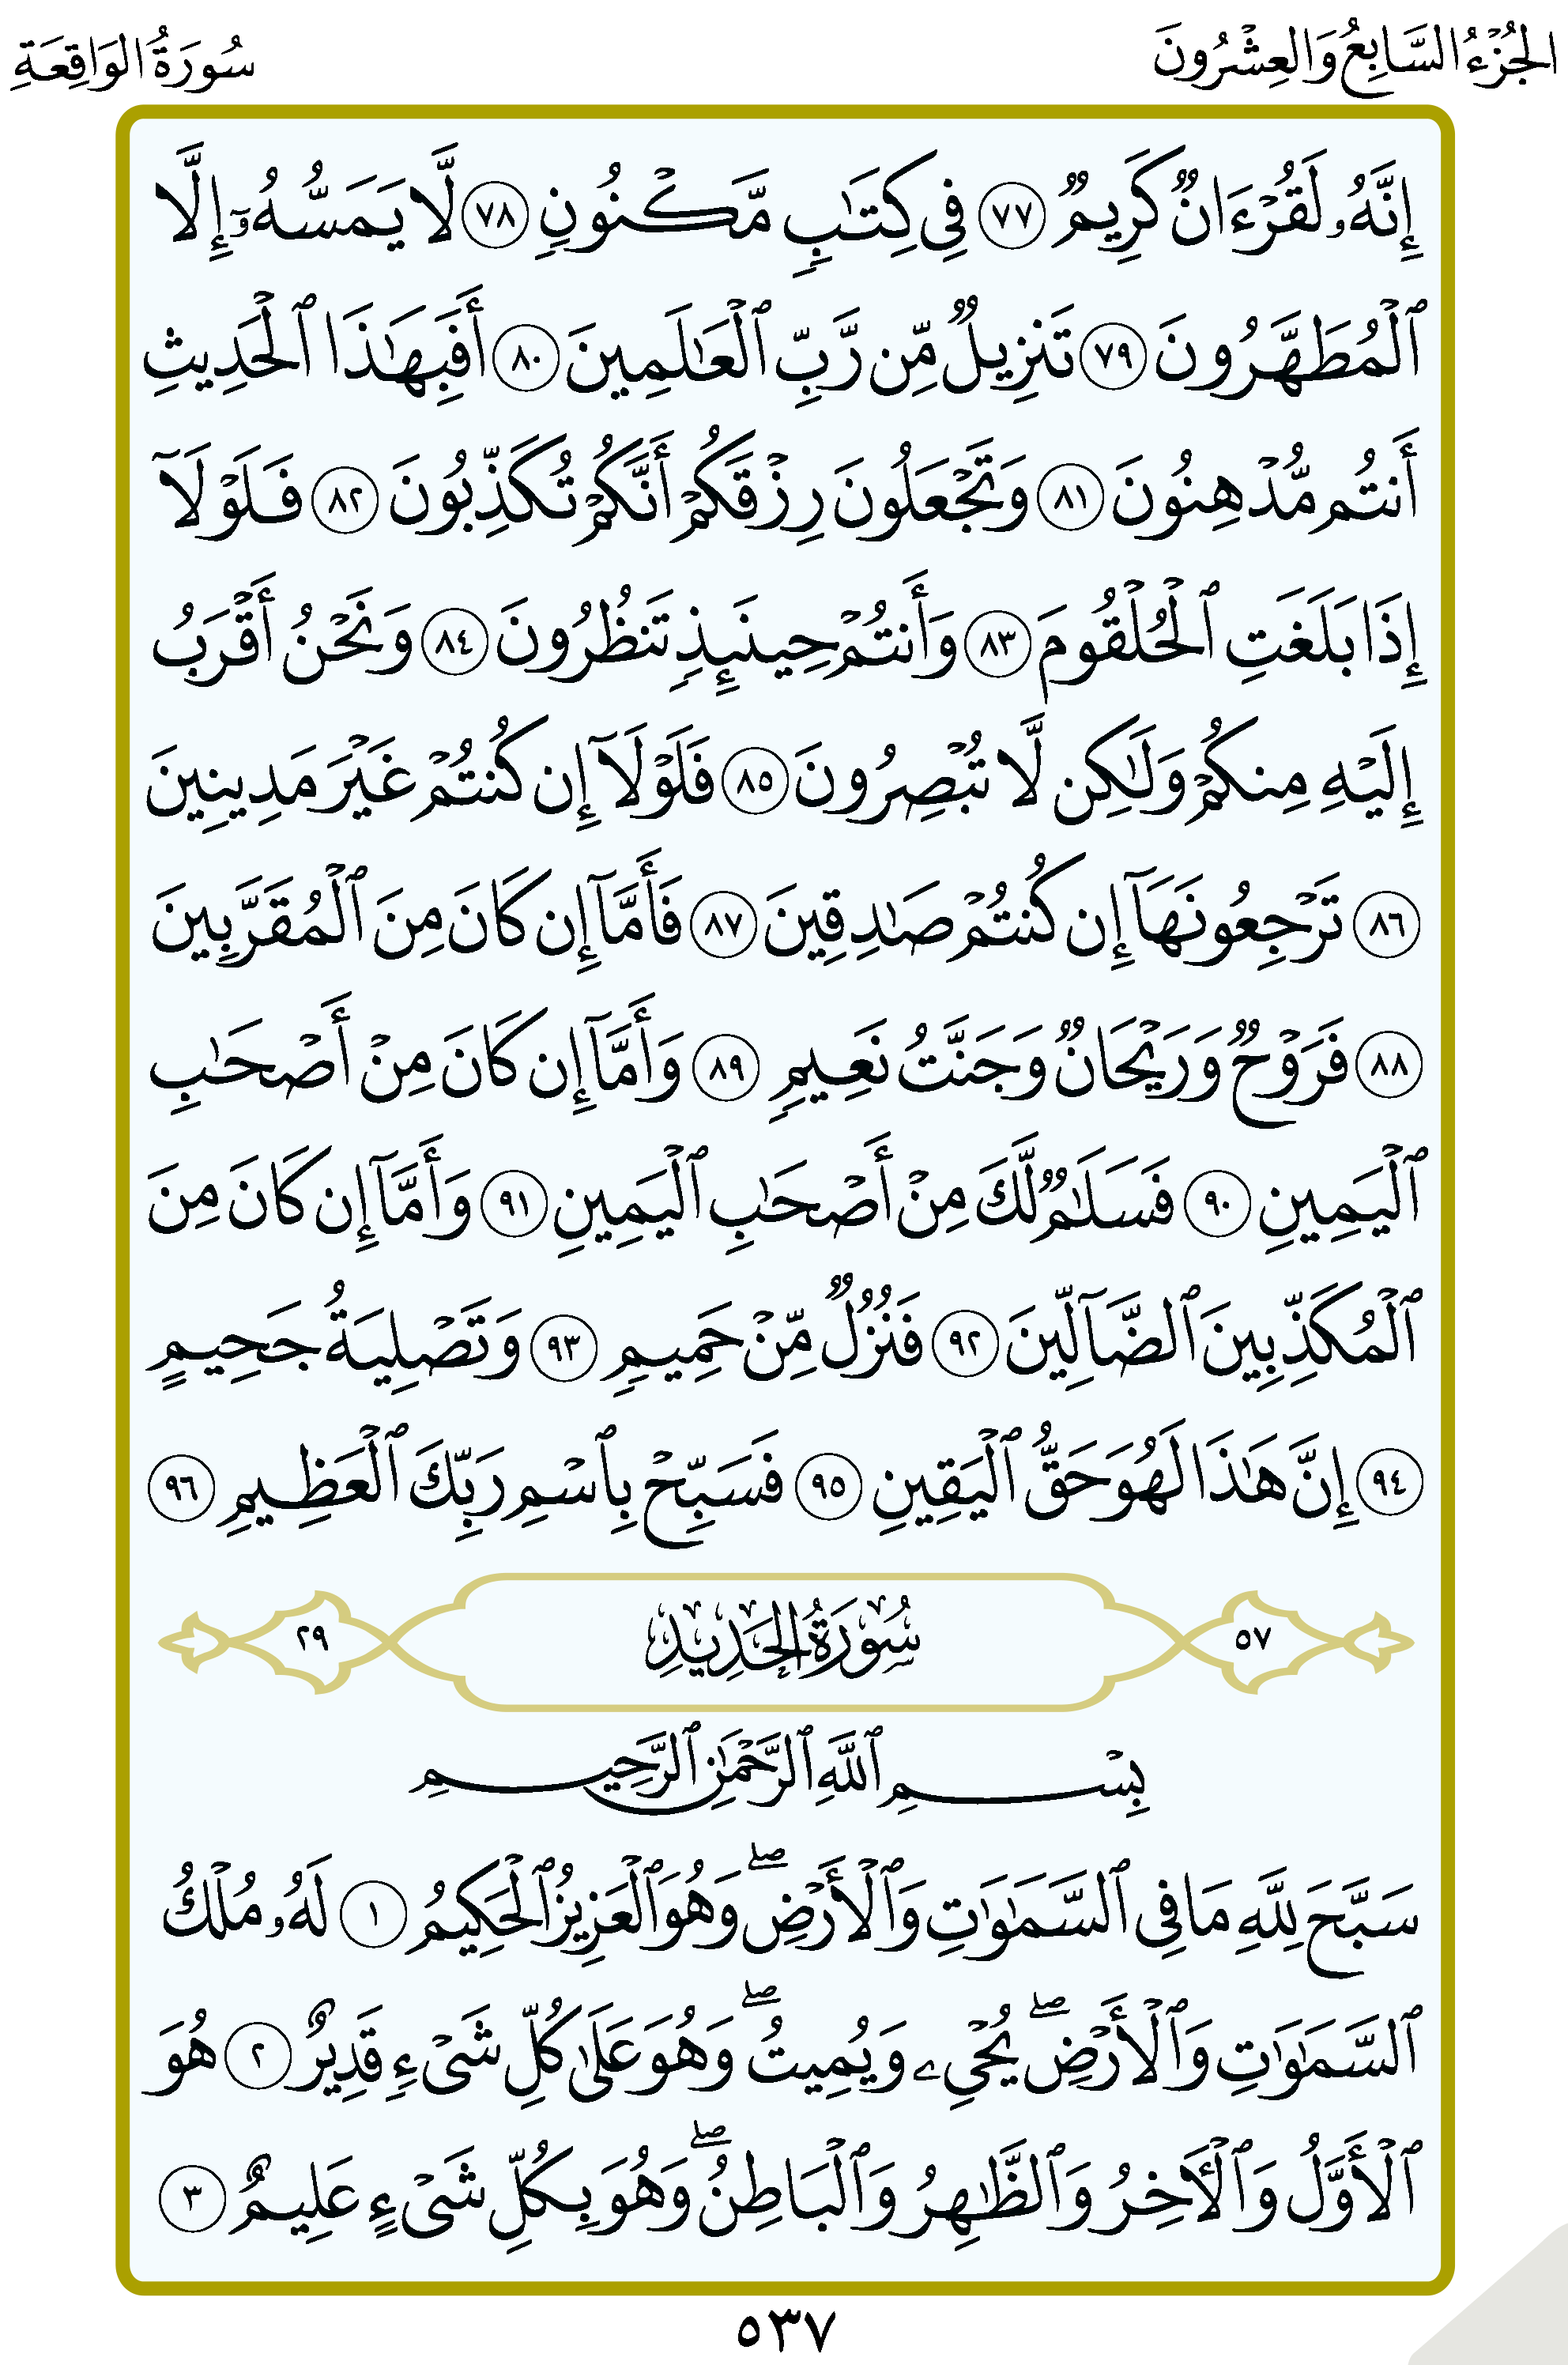 الجُزْءُ السَّابِعُ وَالعِشْرُونَ
سُورَةُ الوَاقِعَةِ
إِنَّهُۥ لَقُرْءَانٌ كَرِيمٌ ٧٧ فِى كِتَٰبٍ مَّكْنُونٍ ٧٨ لَّا يَمَسُّهُۥٓ إِلَّا
ٱلْمُطَهَّرُونَ ٧٩ تَنزِيلٌ مِّن رَّبِّ ٱلْعَٰلَمِينَ ٨٠ أَفَبِهَٰذَا ٱلْحَدِيثِ
أَنتُم مُّدْهِنُونَ ٨١ وَتَجْعَلُونَ رِزْقَكُمْ أَنَّكُمْ تُكَذِّبُونَ ٨٢ فَلَوْلَآ
إِذَا بَلَغَتِ ٱلْحُلْقُومَ ٨٣ وَأَنتُمْ حِينَئِذٍ تَنظُرُونَ ٨٤ وَنَحْنُ أَقْرَبُ
إِلَيْهِ مِنكُمْ وَلَٰكِن لَّا تُبْصِرُونَ ٨٥ فَلَوْلَآ إِن كُنتُمْ غَيْرَ مَدِينِينَ
٨٦ تَرْجِعُونَهَآ إِن كُنتُمْ صَٰدِقِينَ ٨٧ فَأَمَّآ إِن كَانَ مِنَ ٱلْمُقَرَّبِينَ
٨٨ فَرَوْحٌ وَرَيْحَانٌ وَجَنَّتُ نَعِيمٍ ٨٩ وَأَمَّآ إِن كَانَ مِنْ أَصْحَٰبِ
ٱلْيَمِينِ ٩٠ فَسَلَٰمٌ لَّكَ مِنْ أَصْحَٰبِ ٱلْيَمِينِ ٩١ وَأَمَّآ إِن كَانَ مِنَ
ٱلْمُكَذِّبِينَ ٱلضَّآلِّينَ ٩٢ فَنُزُلٌ مِّنْ حَمِيمٍ ٩٣ وَتَصْلِيَةُ جَحِيمٍ
٩٤ إِنَّ هَٰذَا لَهُوَ حَقُّ ٱلْيَقِينِ ٩٥ فَسَبِّحْ بِٱسْمِ رَبِّكَ ٱلْعَظِيمِ ٩٦
٥٧ سُورَةُ الحَدِيدِ ٢٩
بِسْمِ ٱللَّهِ ٱلرَّحْمَٰنِ ٱلرَّحِيمِ
سَبَّحَ لِلَّهِ مَا فِى ٱلسَّمَٰوَٰتِ وَٱلْأَرْضِ ۖ وَهُوَ ٱلْعَزِيزُ ٱلْحَكِيمُ ١ لَهُۥ مُلْكُ
ٱلسَّمَٰوَٰتِ وَٱلْأَرْضِ ۖ يُحْىِۦ وَيُمِيتُ ۖ وَهُوَ عَلَىٰ كُلِّ شَىْءٍ قَدِيرٌ ٢ هُوَ
ٱلْأَوَّلُ وَٱلْءَاخِرُ وَٱلظَّٰهِرُ وَٱلْبَاطِنُ ۖ وَهُوَ بِكُلِّ شَىْءٍ عَلِيمٌ ٣
٥٣٧